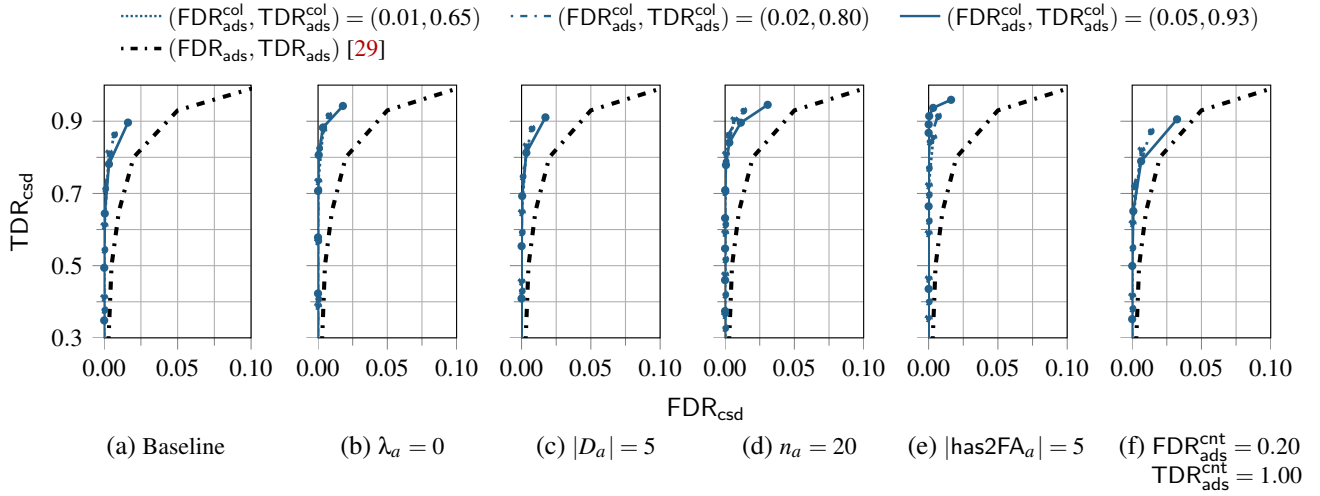 (FDR^col_ads, TDR^col_ads) = (0.01, 0.65) (FDR^col_ads, TDR^col_ads) = (0.02, 0.80) (FDR^col_ads, TDR^col_ads) = (0.05, 0.93)
(FDR_ads, TDR_ads) [29]
TDR_csd
0.9
0.7
0.5
0.3
0.00 0.05 0.10 0.00 0.05 0.10 0.00 0.05 0.10 0.00 0.05 0.10 0.00 0.05 0.10 0.00 0.05 0.10
FDR_csd
(a) Baseline (b) λ_a = 0 (c) |D_a| = 5 (d) n_a = 20 (e) |has2FA_a| = 5 (f) FDR^cnt_ads = 0.20
TDR^cnt_ads = 1.00